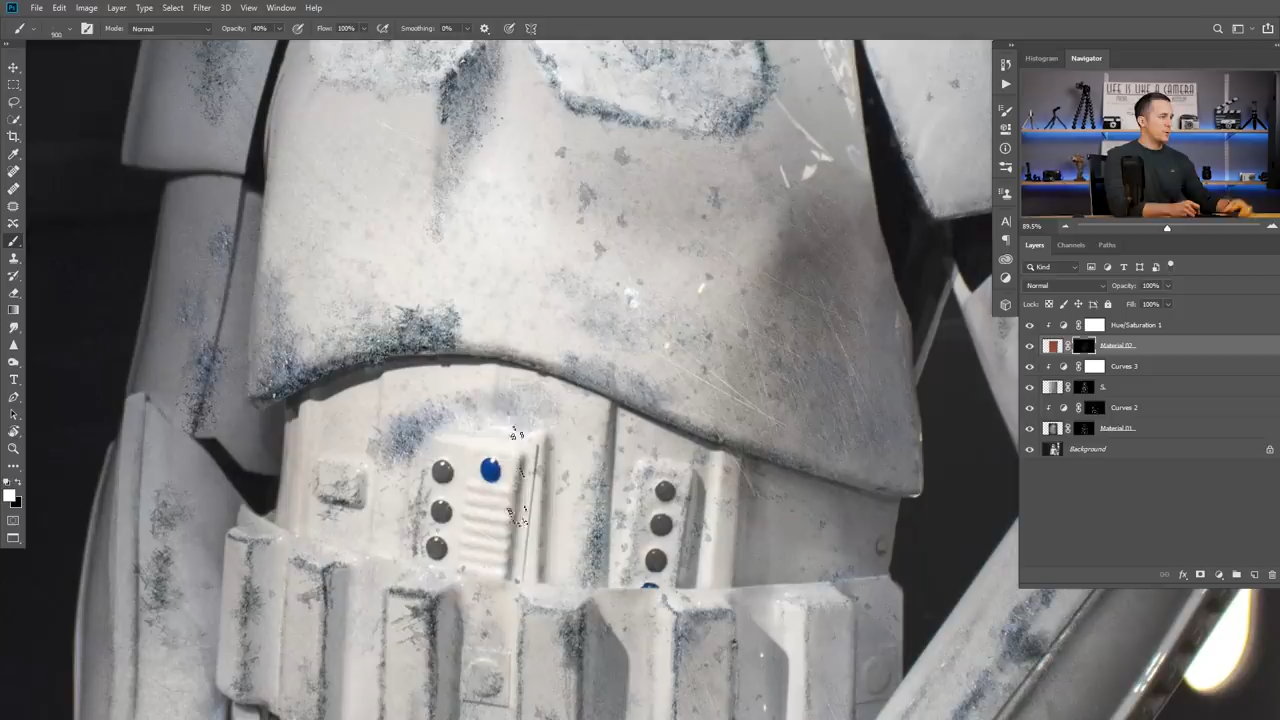 File Edit Image Layer Type Select Filter 3D View Window Help
900 Mode: Normal Opacity: 40% Flow: 100% Smoothing: 0%
Histogram Navigator
LIFE IS LIKE A CAMERA
89.5%
Layers Channels Paths
Kind
Normal Opacity: 100%
Lock: Fill: 100%
Hue/Saturation 1
Material 02
Curves 3
S.
Curves 2
Material 01
Background